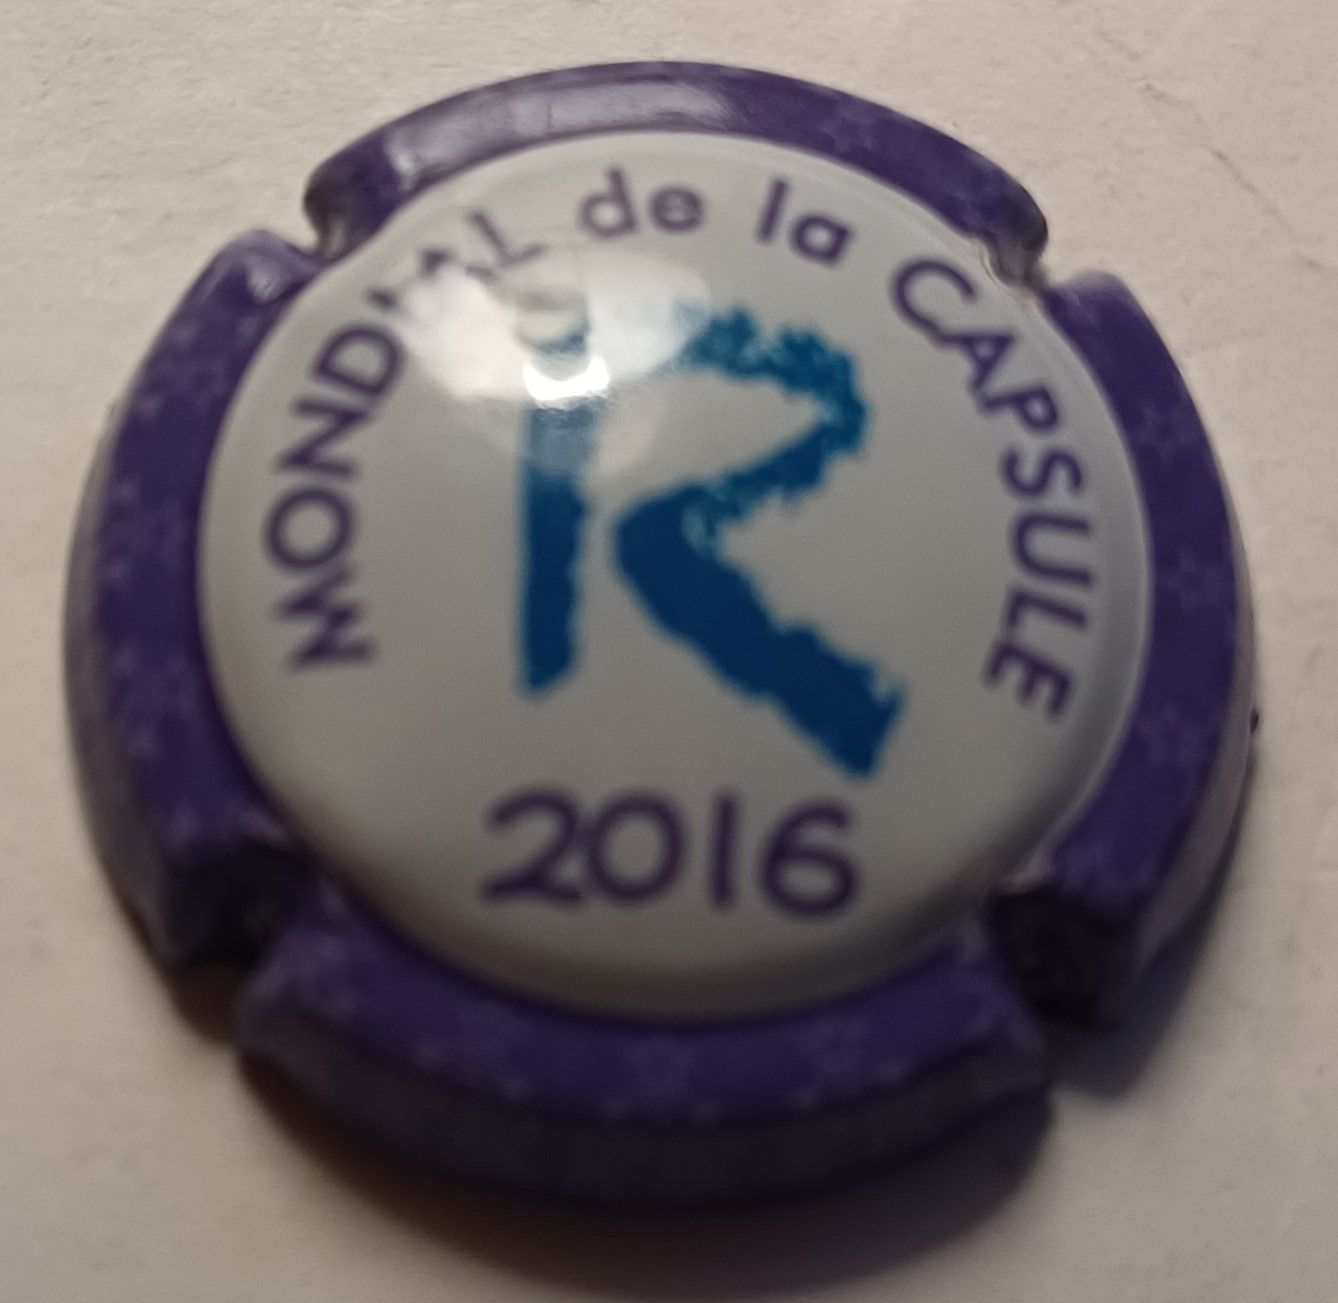 MONDIAL de la CAPSULE
R
2016